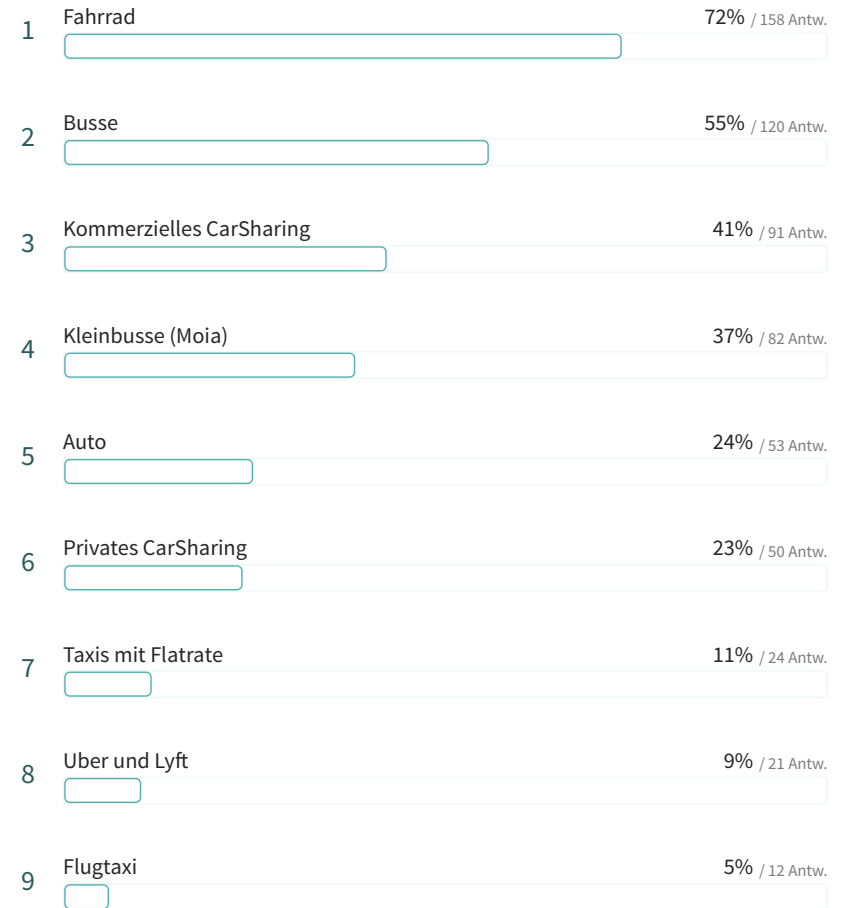 1 Fahrrad 72% / 158 Antw.
2 Busse 55% / 120 Antw.
3 Kommerzielles CarSharing 41% / 91 Antw.
4 Kleinbusse (Moia) 37% / 82 Antw.
5 Auto 24% / 53 Antw.
6 Privates CarSharing 23% / 50 Antw.
7 Taxis mit Flatrate 11% / 24 Antw.
8 Uber und Lyft 9% / 21 Antw.
9 Flugtaxi 5% / 12 Antw.